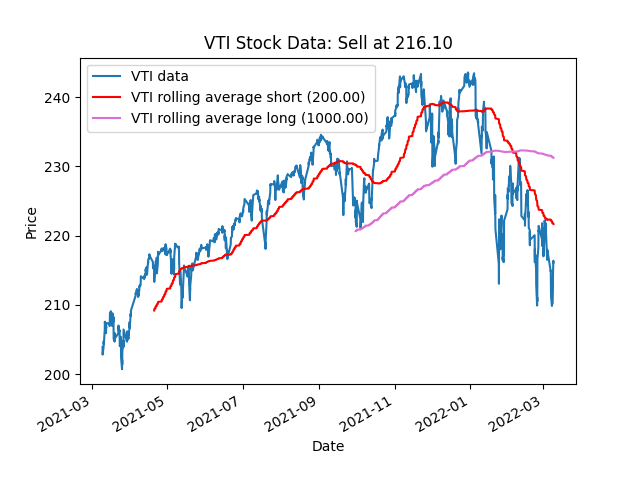 VTI Stock Data: Sell at 216.10
VTI data
VTI rolling average short (200.00)
VTI rolling average long (1000.00)
240
230
220
210
200
Price
2021-03
2021-05
2021-07
2021-09
2021-11
2022-01
2022-03
Date